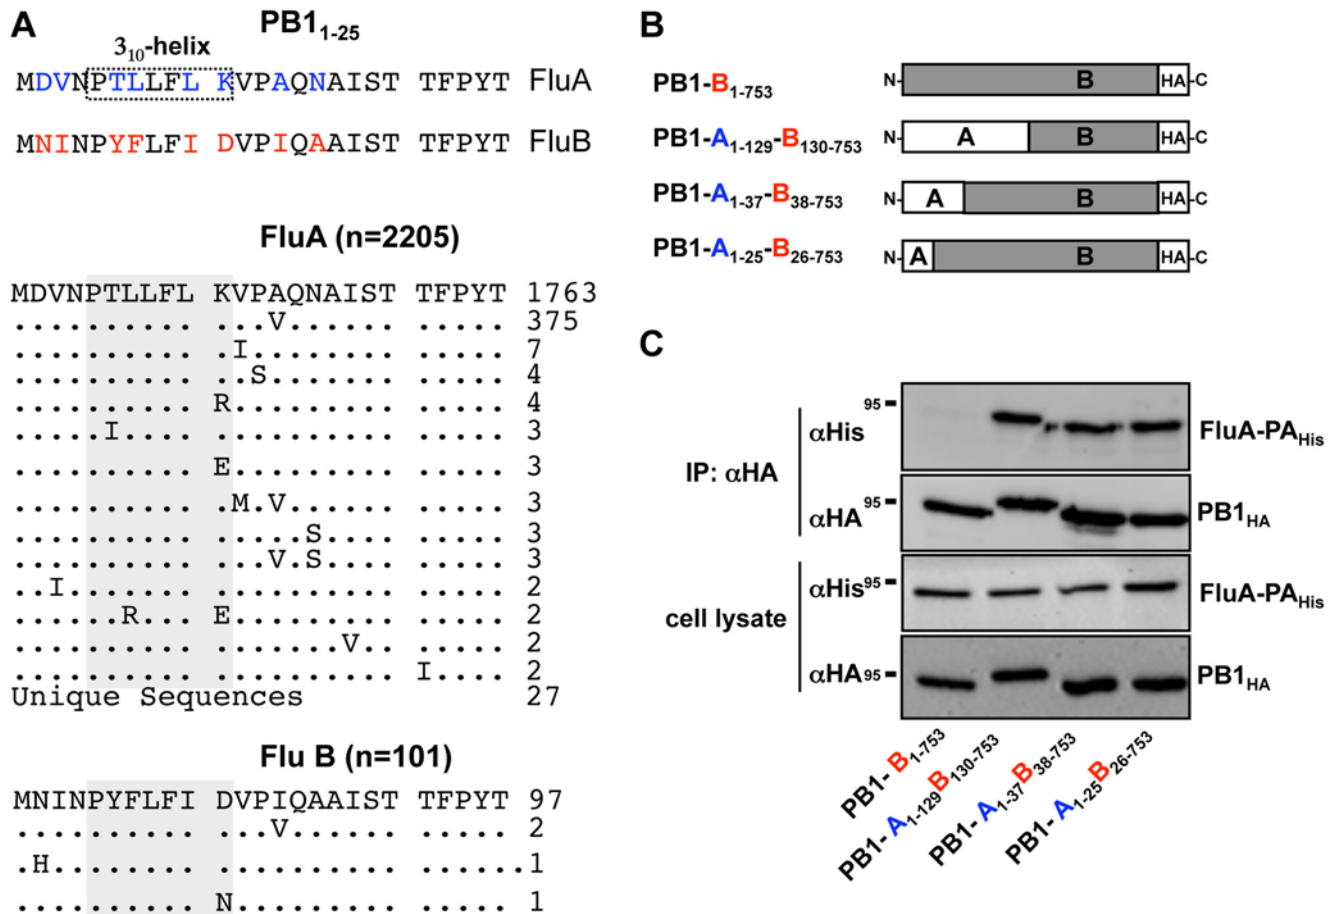 A
PB1₁₋₂₅
3₁₀-helix
MDVNPTLLFL KVPAQNAIST TFPYT FluA
MNINPYFLFI DVPIQAAIST TFPYT FluB
FluA (n=2205)
MDVNPTLLFL KVPAQNAIST TFPYT 1763
.......... ...V...... ..... 375
.......... .I........ ..... 7
.......... ..S....... ..... 4
.......... R......... ..... 4
.....I.... .......... ..... 3
.......... E......... ..... 3
.......... .M.V...... ..... 3
.......... .....S.... ..... 3
.......... ...V.S.... ..... 3
..I....... .......... ..... 2
......R... E......... ..... 2
.......... .......V.. ..... 2
.......... .......... I.... 2
Unique Sequences 27
Flu B (n=101)
MNINPYFLFI DVPIQAAIST TFPYT 97
.......... ...V...... ..... 2
.H........ .......... ......1
.......... N......... ..... 1
B
PB1-B₁₋₇₅₃ N- B HA -C
PB1-A₁₋₁₂₉-B₁₃₀₋₇₅₃ N- A B HA -C
PB1-A₁₋₃₇-B₃₈₋₇₅₃ N- A B HA -C
PB1-A₁₋₂₅-B₂₆₋₇₅₃ N- A B HA -C
C
IP: αHA
αHis 95 FluA-PAHis
αHA 95 PB1HA
cell lysate
αHis 95 FluA-PAHis
αHA 95 PB1HA
PB1- B₁₋₇₅₃
PB1- A₁₋₁₂₉B₁₃₀₋₇₅₃
PB1- A₁₋₃₇B₃₈₋₇₅₃
PB1- A₁₋₂₅B₂₆₋₇₅₃